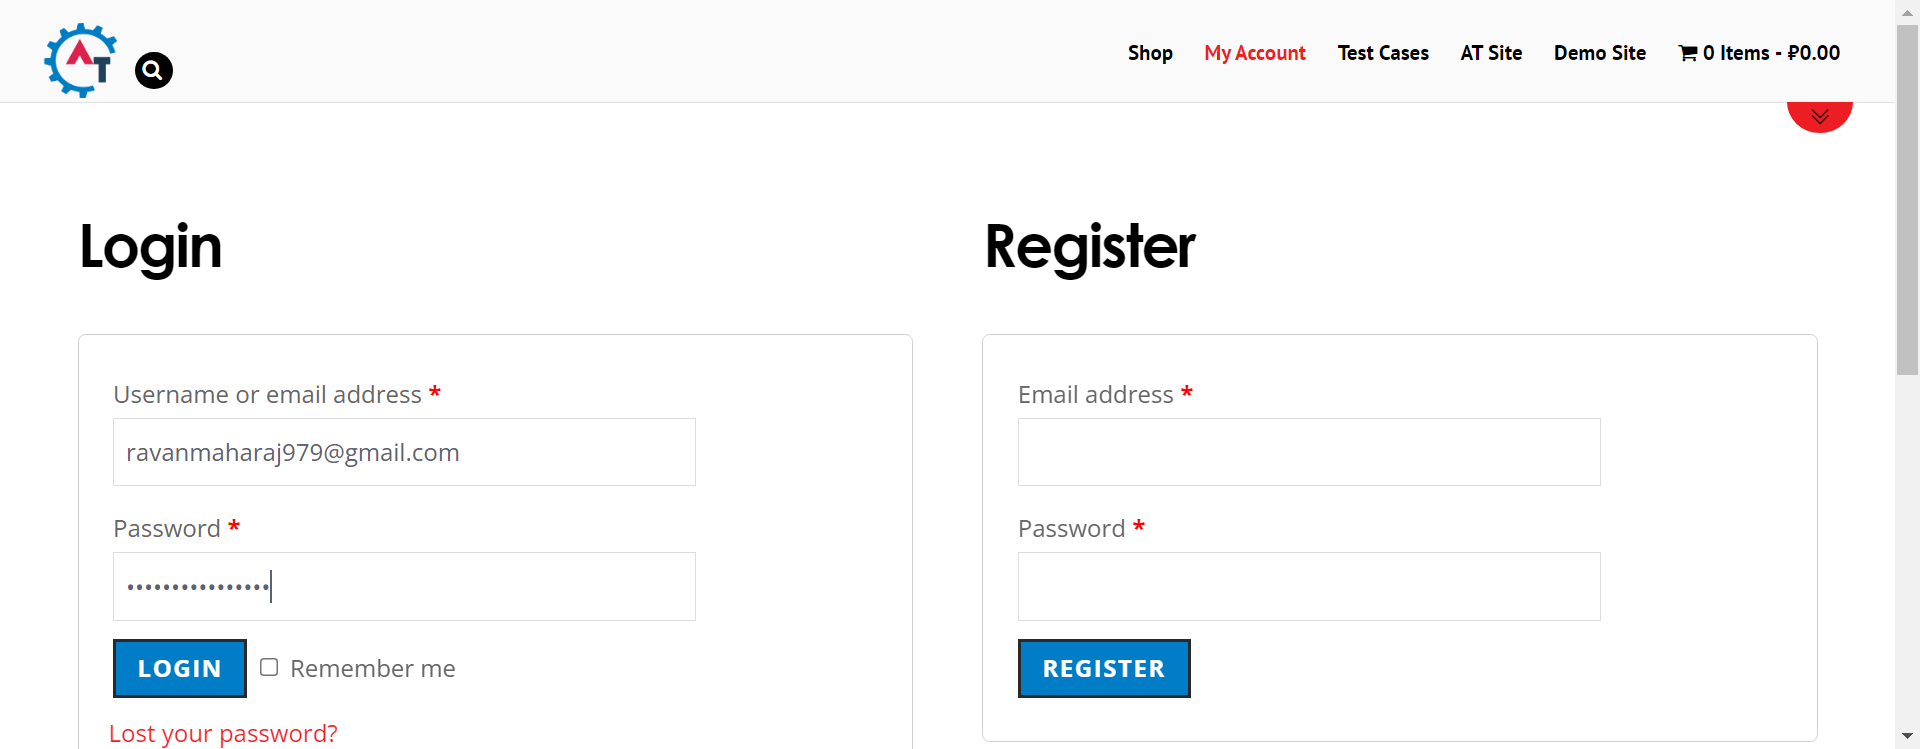 AT
Shop My Account Test Cases AT Site Demo Site 0 Items - ₽0.00
Login
Register
Username or email address *
ravanmaharaj979@gmail.com
Password *
••••••••••••••••
LOGIN Remember me
Lost your password?
Email address *
Password *
REGISTER